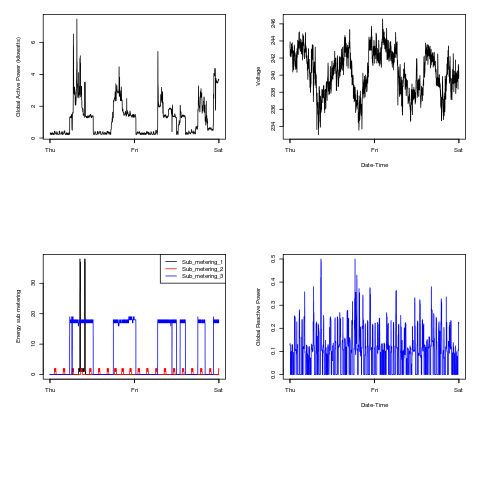 Global Active Power (kilowatts)
0 2 4 6
Thu Fri Sat
Voltage
234 236 238 240 242 244 246
Thu Fri Sat
Date-Time
Energy sub metering
0 10 20 30
Sub_metering_1
Sub_metering_2
Sub_metering_3
Thu Fri Sat
Global Reactive Power
0.0 0.1 0.2 0.3 0.4 0.5
Thu Fri Sat
Date-Time